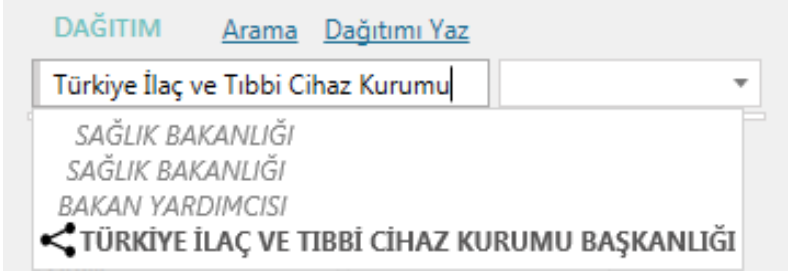 DAĞITIM Arama Dağıtımı Yaz
Türkiye İlaç ve Tıbbi Cihaz Kurumu
SAĞLIK BAKANLIĞI
SAĞLIK BAKANLIĞI
BAKAN YARDIMCISI
TÜRKİYE İLAÇ VE TIBBİ CİHAZ KURUMU BAŞKANLIĞI